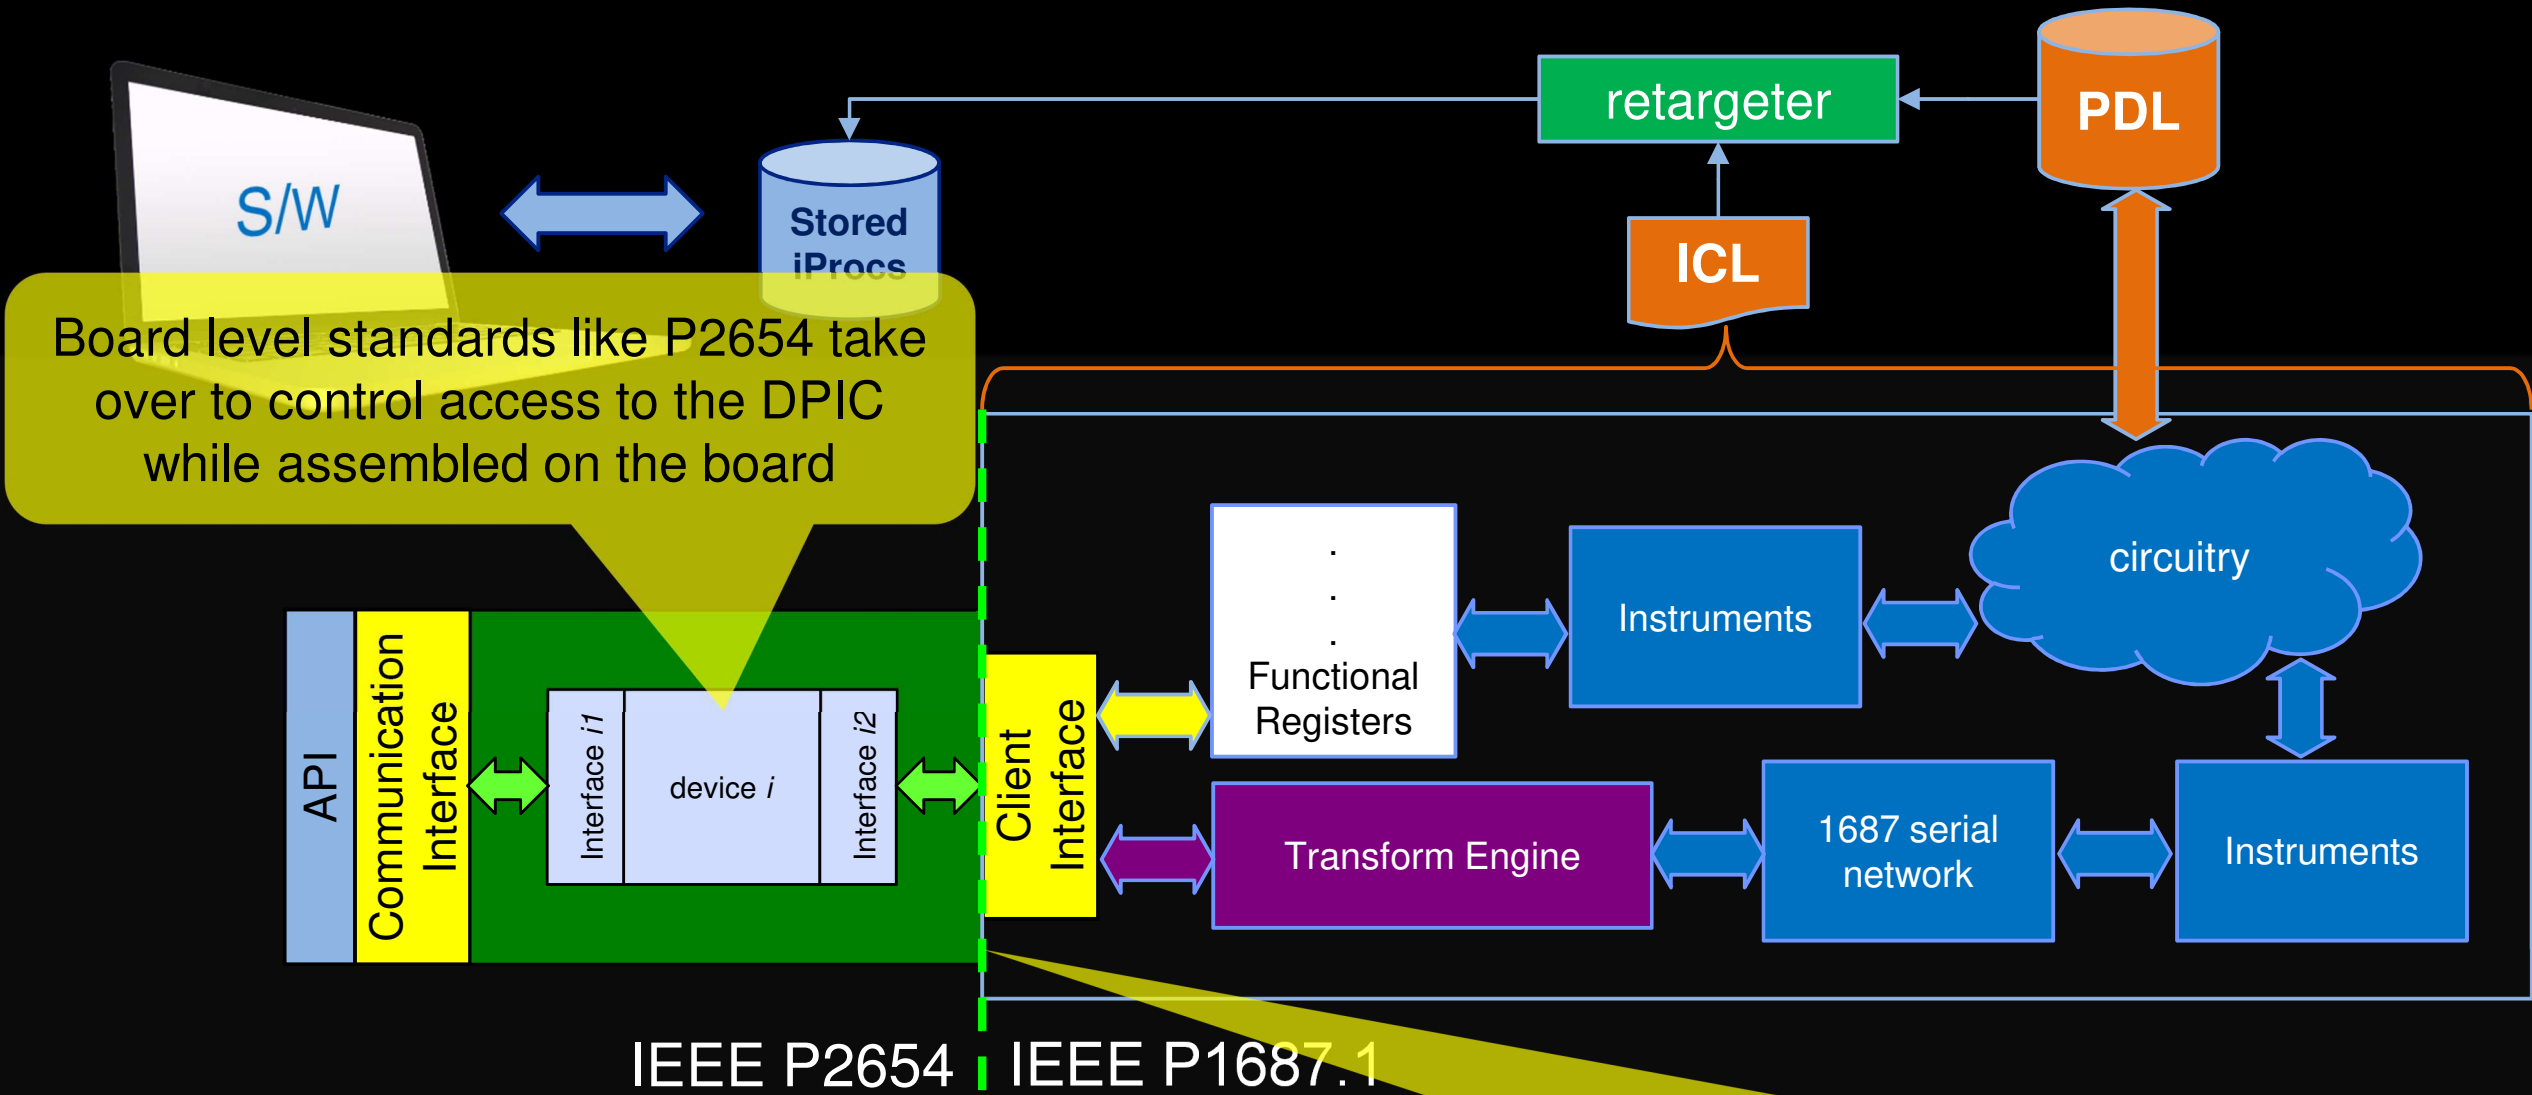 S/W
Stored
iProcs
retargeter
PDL
ICL
Board level standards like P2654 take
over to control access to the DPIC
while assembled on the board
API
Communication
Interface
Interface i1
device i
Interface i2
Client
Interface
.
.
.
Functional
Registers
Instruments
circuitry
Transform Engine
1687 serial
network
Instruments
IEEE P2654
IEEE P1687.1